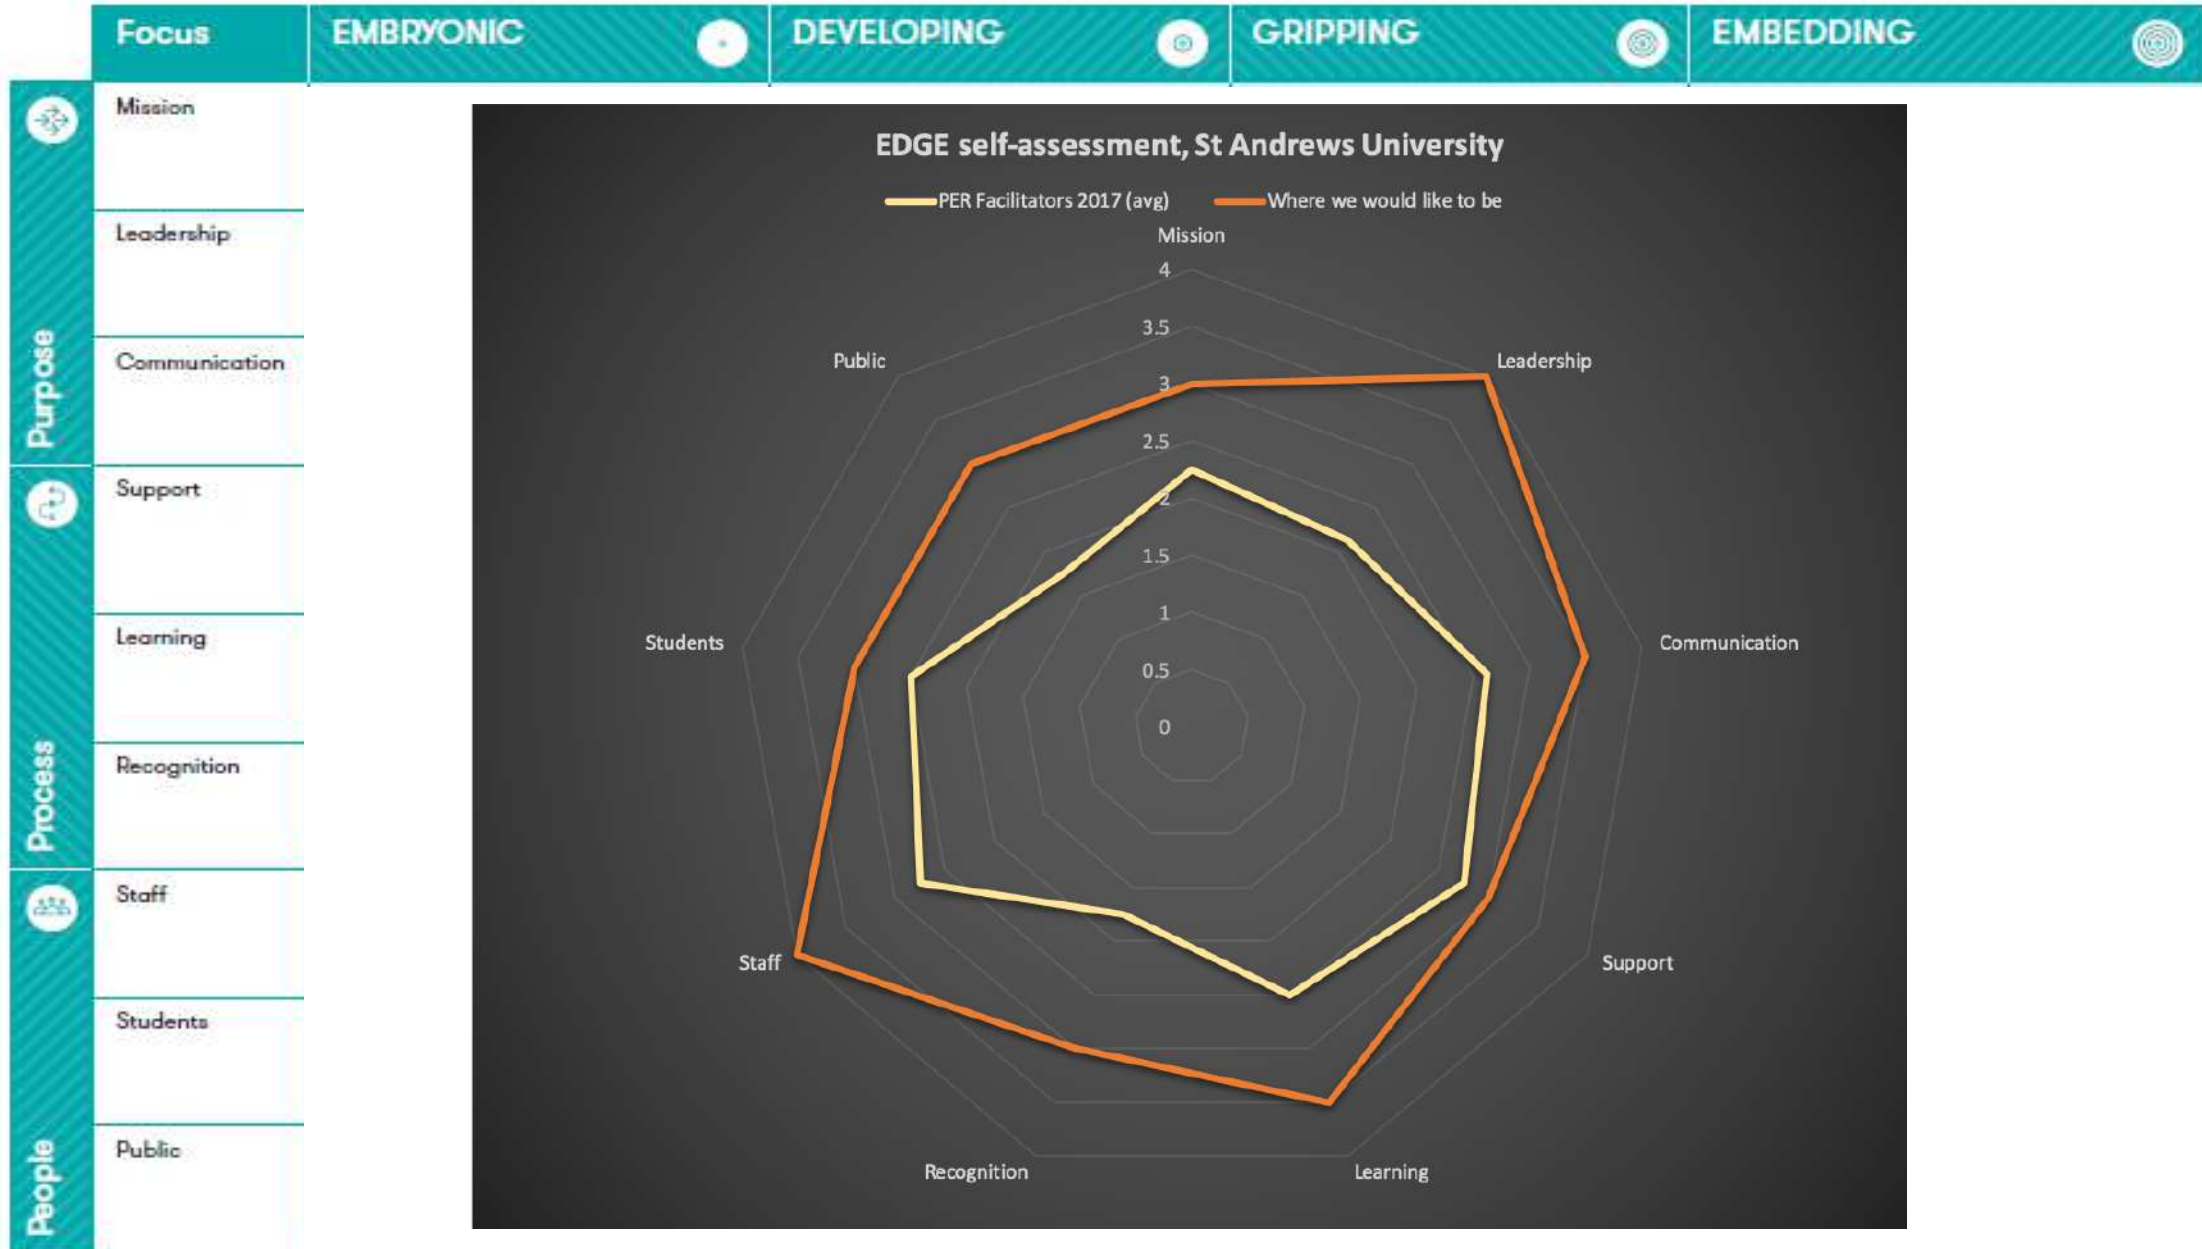 Focus
EMBRYONIC
DEVELOPING
GRIPPING
EMBEDDING
Purpose
Mission
Leadership
Communication
Process
Support
Learning
Recognition
People
Staff
Students
Public
EDGE self-assessment, St Andrews University
PER Facilitators 2017 (avg)
Where we would like to be
Mission
Leadership
Communication
Support
Learning
Recognition
Staff
Students
Public
4
3.5
3
2.5
2
1.5
1
0.5
0